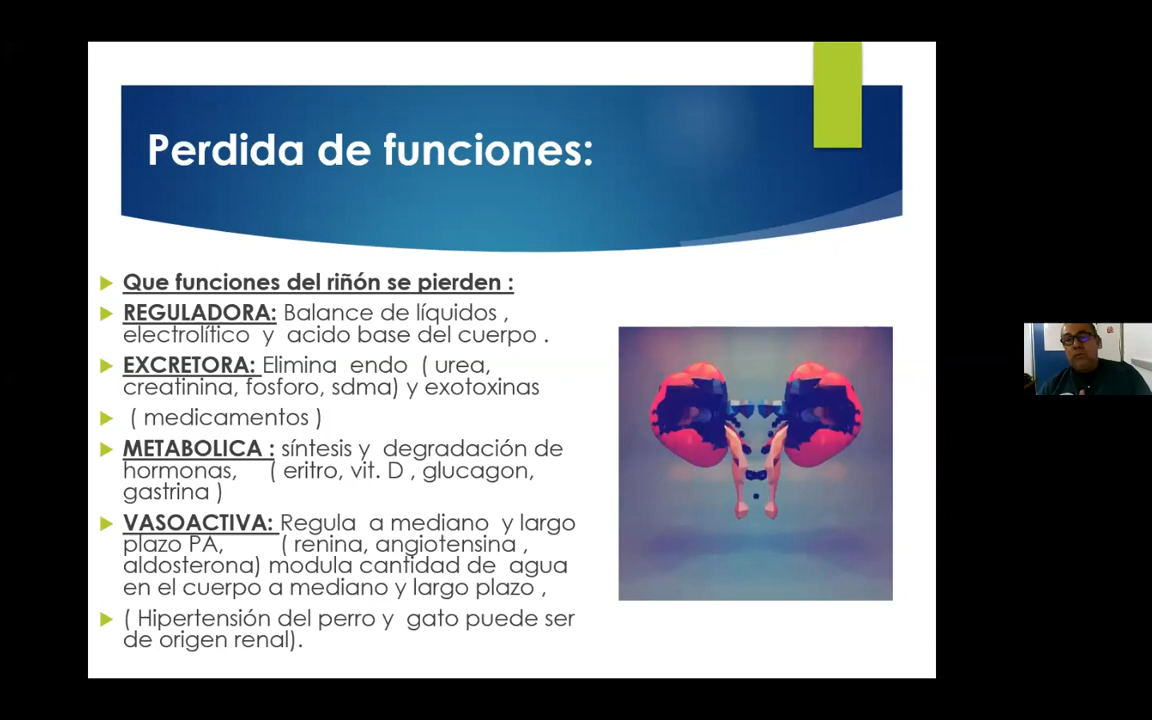 Perdida de funciones:
Que funciones del riñón se pierden :
REGULADORA: Balance de líquidos ,
electrolítico y acido base del cuerpo .
EXCRETORA: Elimina endo ( urea,
creatinina, fosforo, sdma) y exotoxinas
( medicamentos )
METABOLICA : síntesis y degradación de
hormonas, ( eritro, vit. D , glucagon,
gastrina )
VASOACTIVA: Regula a mediano y largo
plazo PA, ( renina, angiotensina ,
aldosterona) modula cantidad de agua
en el cuerpo a mediano y largo plazo ,
( Hipertensión del perro y gato puede ser
de origen renal).